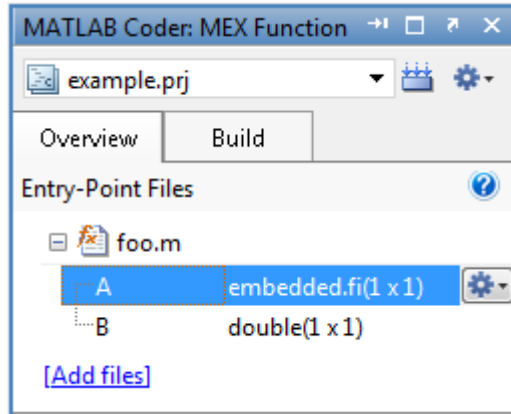 MATLAB Coder: MEX Function
example.prj
Overview Build
Entry-Point Files
foo.m
A embedded.fi(1 x 1)
B double(1 x 1)
[Add files]